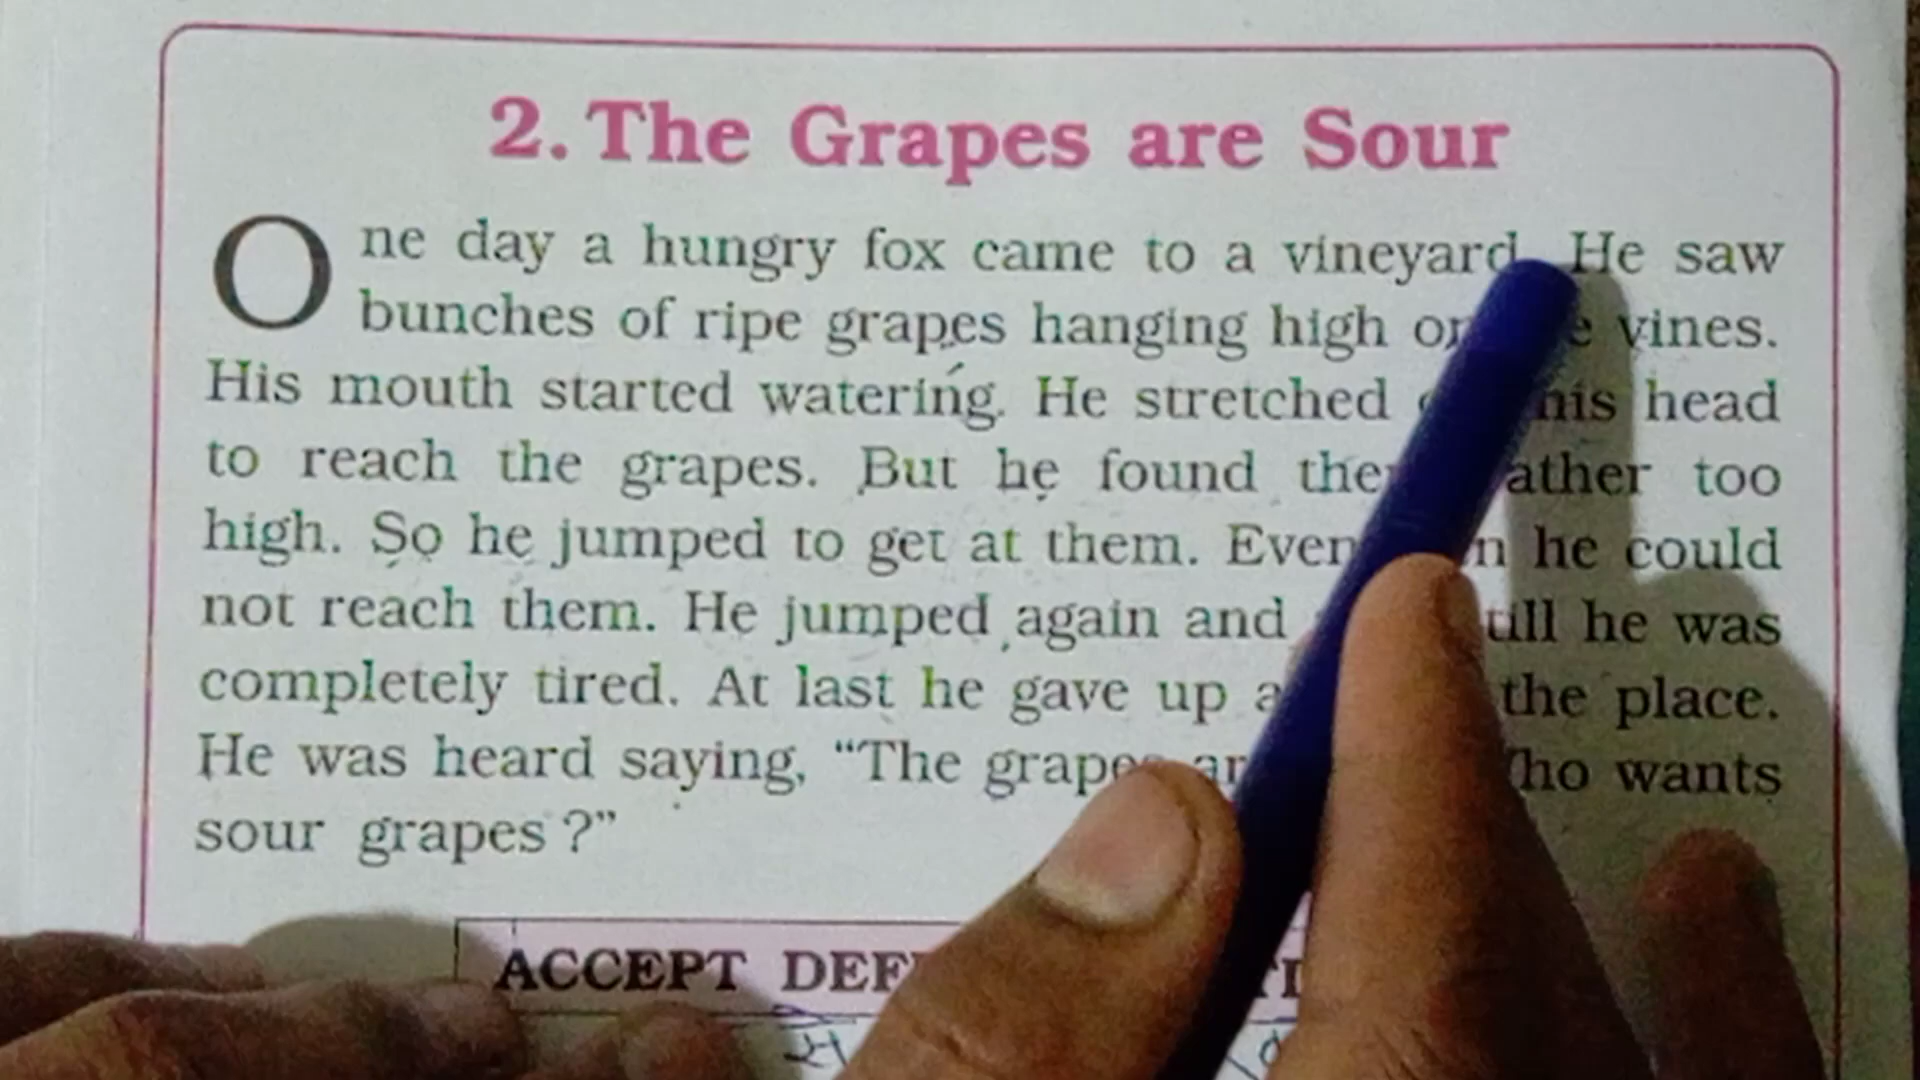 2. The Grapes are Sour
One day a hungry fox came to a vineyard. He saw
bunches of ripe grapes hanging high vines.
His mouth started watering. He stretched his head
to reach the grapes. But he found rather too
high. So he jumped to get at them. Even he could
not reach them. He jumped again and till he was
completely tired. At last he gave up the place.
He was heard saying, “The grapes Who wants
sour grapes ?”
ACCEPT